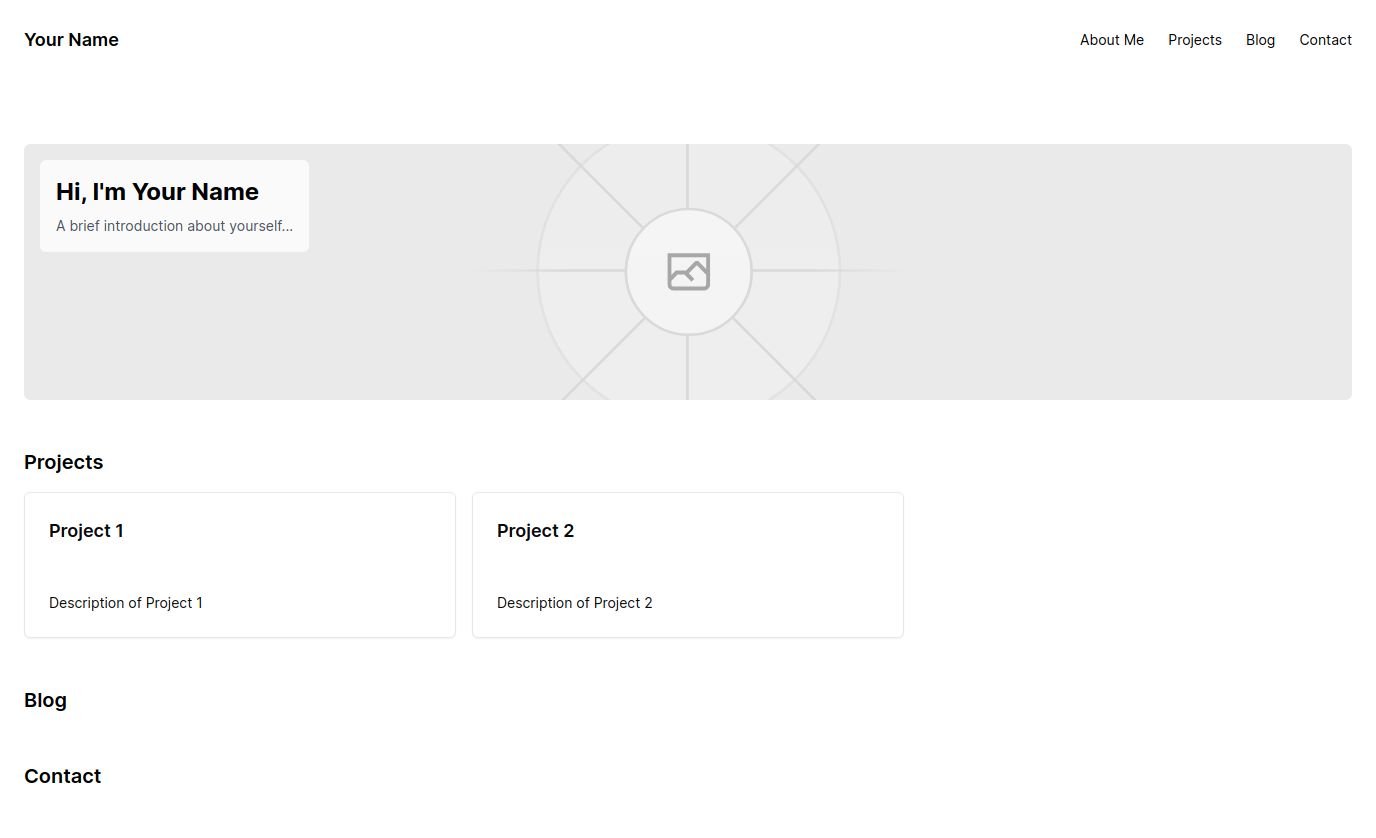 Your Name
About Me Projects Blog Contact
Hi, I'm Your Name
A brief introduction about yourself...
Projects
Project 1
Description of Project 1
Project 2
Description of Project 2
Blog
Contact